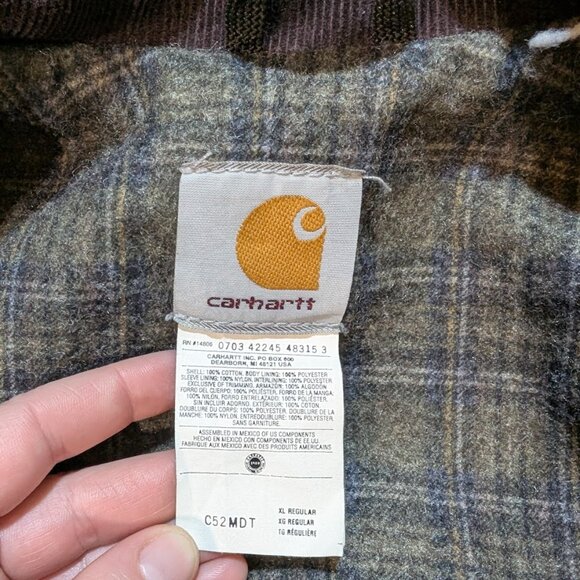 carhartt
RN #14806 0703 42245 48315 3
CARHARTT INC. PO BOX 600
DEARBORN, MI 48121 USA
SHELL: 100% COTTON, BODY LINING: 100% POLYESTER
SLEEVE LINING: 100% NYLON, INTERLINING: 100% POLYESTER
EXCLUSIVE OF TRIMMING. ARMAZON: 100% ALGODON
FORRO DEL CUERPO: 100% POLIESTER, FORRO DE LA MANGA:
100% NILON, FORRO ENTRELAZADO: 100% POLIESTER,
SIN INCLUIR ADORNO. EXTÉRIEUR: 100% COTON,
DOUBLURE DU CORPS: 100% POLYESTER, DOUBLURE DE LA
MANCHE: 100% NYLON, ENTREDOUBLURE: 100% POLYESTER
SANS GARNITURE.
ASSEMBLED IN MEXICO OF US COMPONENTS
HECHO EN MEXICO CON COMPONENTES DE EE.UU.
FABRIQUE AUX MEXIC AVEC DES PRODUITS AMERICAINS
C52MDT
XL REGULAR
XG REGULAR
TG RÉGULIÈRE